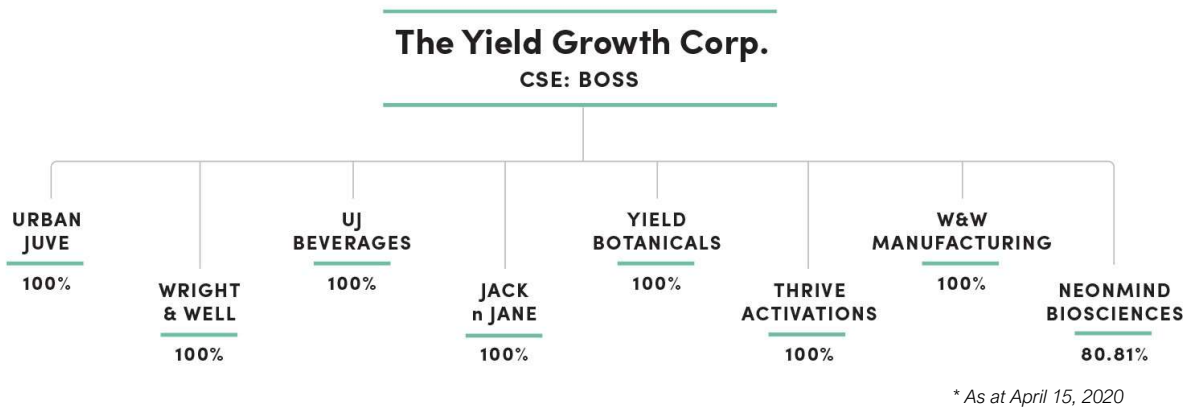 The Yield Growth Corp.
CSE: BOSS
URBAN
JUVE
100%
WRIGHT
& WELL
100%
UJ
BEVERAGES
100%
JACK
n JANE
100%
YIELD
BOTANICALS
100%
THRIVE
ACTIVATIONS
100%
W&W
MANUFACTURING
100%
NEONMIND
BIOSCIENCES
80.81%
* As at April 15, 2020